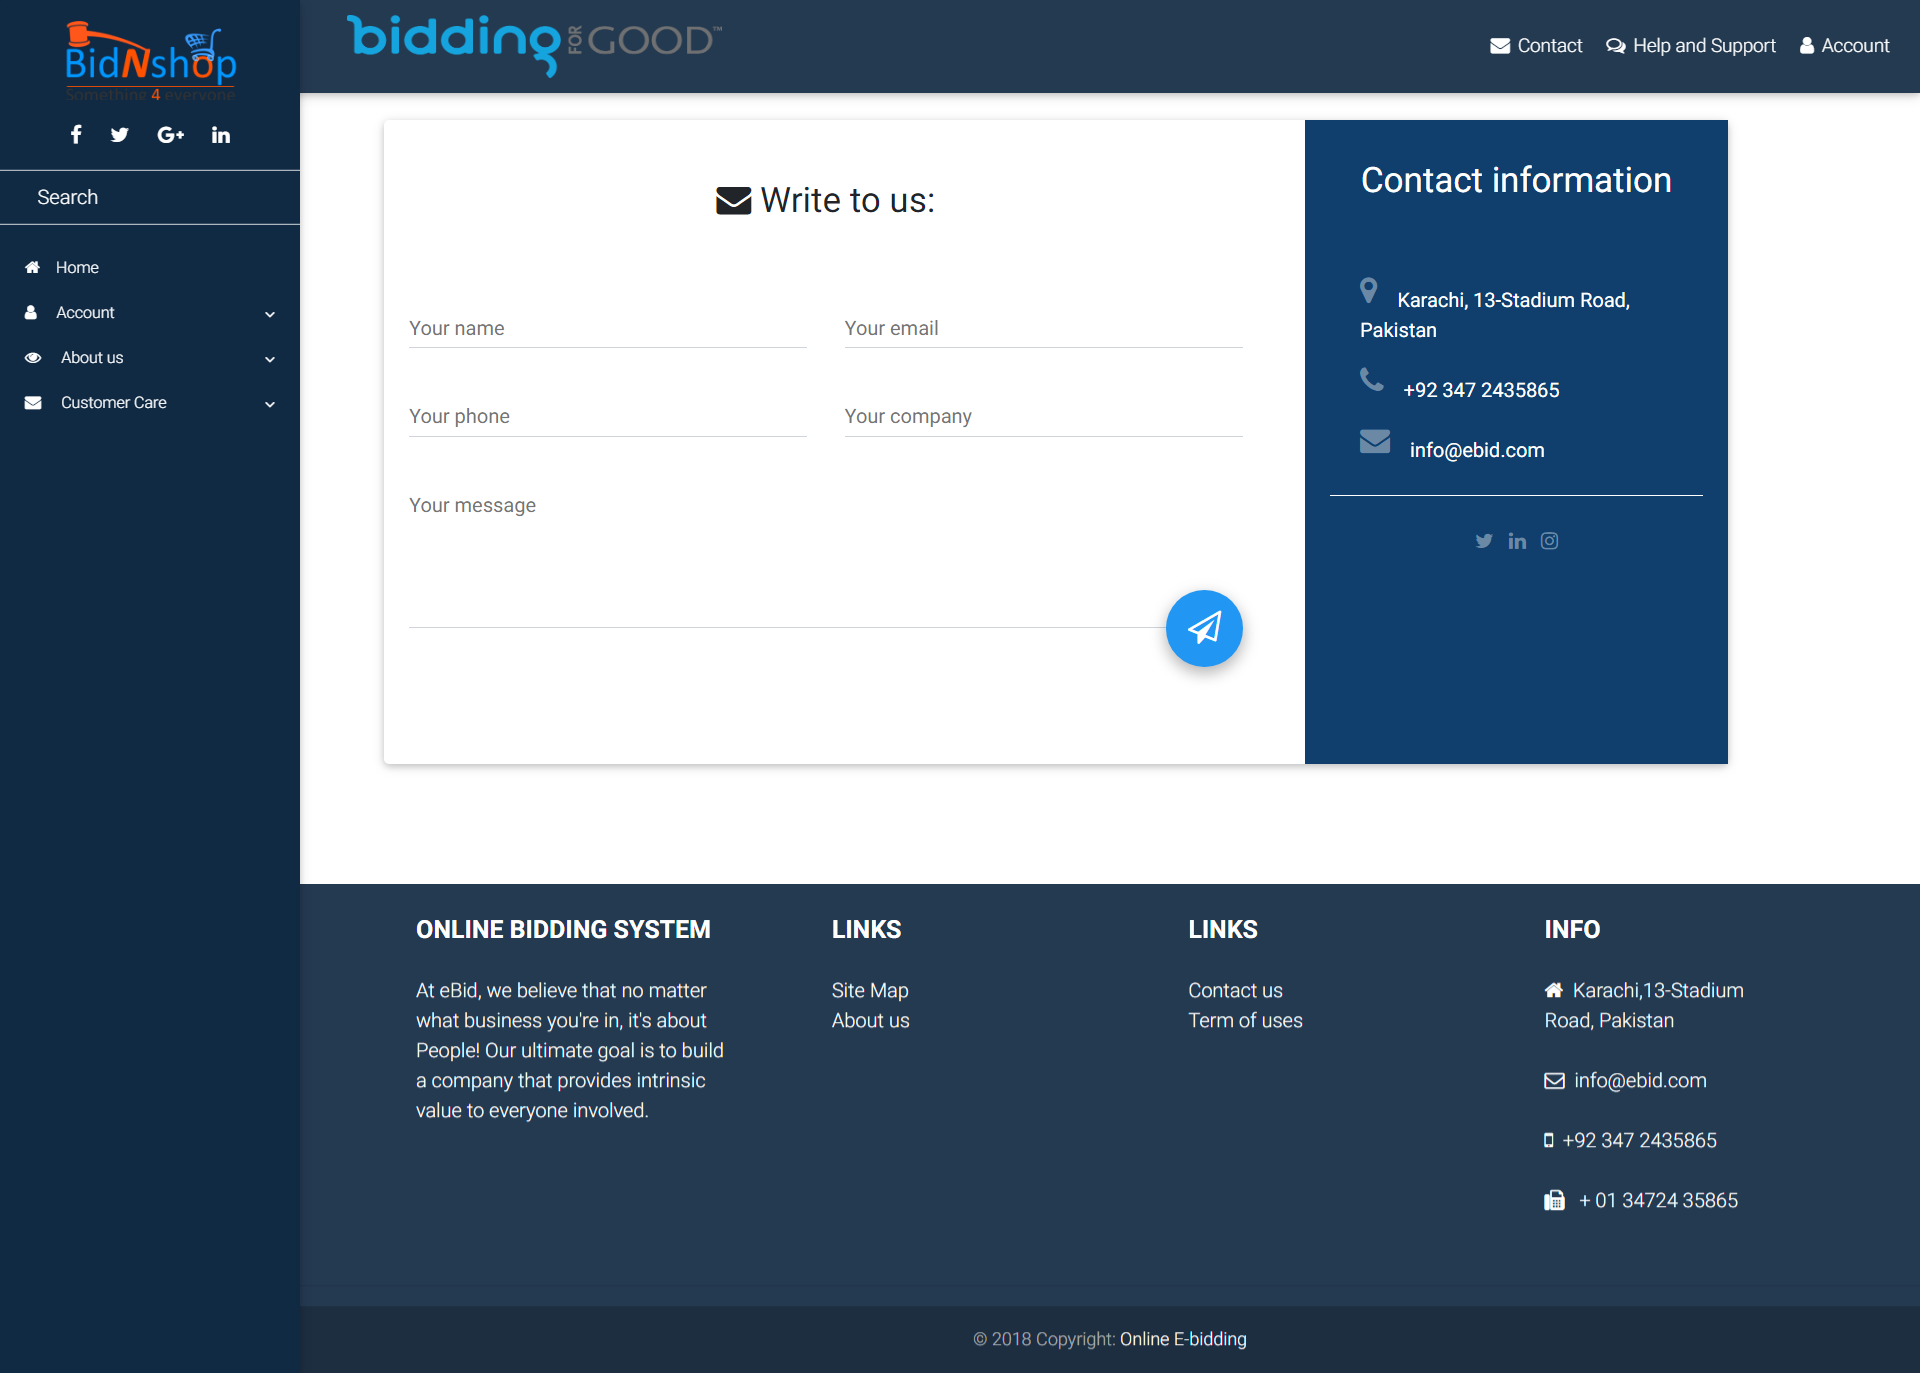 BidNshop
Something 4 everyone
Search
Home
Account
About us
Customer Care
bidding FOR GOOD™
Contact
Help and Support
Account
Write to us:
Your name
Your email
Your phone
Your company
Your message
Contact information
Karachi, 13-Stadium Road,
Pakistan
+92 347 2435865
info@ebid.com
ONLINE BIDDING SYSTEM
At eBid, we believe that no matter
what business you're in, it's about
People! Our ultimate goal is to build
a company that provides intrinsic
value to everyone involved.
LINKS
Site Map
About us
LINKS
Contact us
Term of uses
INFO
Karachi,13-Stadium
Road, Pakistan
info@ebid.com
+92 347 2435865
+ 01 34724 35865
© 2018 Copyright: Online E-bidding